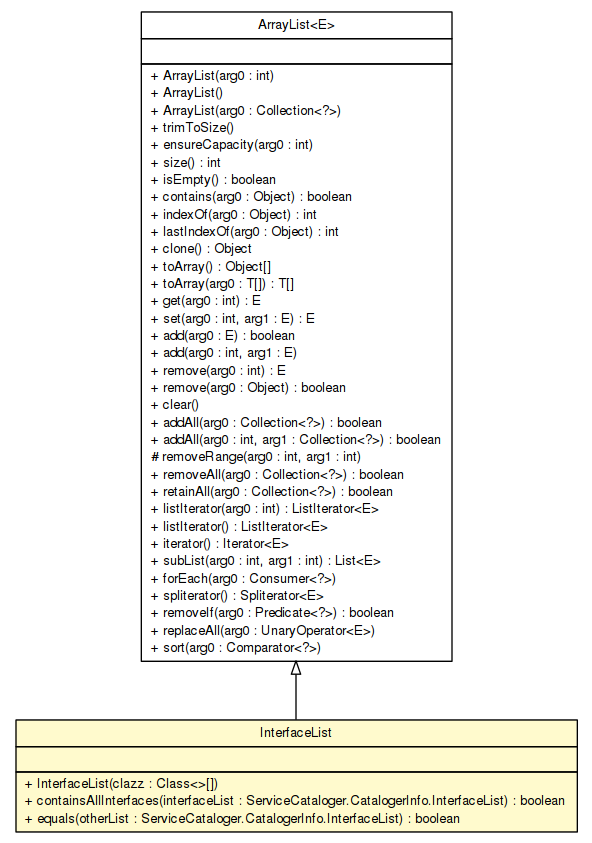 ArrayList<E>
+ ArrayList(arg0 : int)
+ ArrayList()
+ ArrayList(arg0 : Collection<?>)
+ trimToSize()
+ ensureCapacity(arg0 : int)
+ size() : int
+ isEmpty() : boolean
+ contains(arg0 : Object) : boolean
+ indexOf(arg0 : Object) : int
+ lastIndexOf(arg0 : Object) : int
+ clone() : Object
+ toArray() : Object[]
+ toArray(arg0 : T[]) : T[]
+ get(arg0 : int) : E
+ set(arg0 : int, arg1 : E) : E
+ add(arg0 : E) : boolean
+ add(arg0 : int, arg1 : E)
+ remove(arg0 : int) : E
+ remove(arg0 : Object) : boolean
+ clear()
+ addAll(arg0 : Collection<?>) : boolean
+ addAll(arg0 : int, arg1 : Collection<?>) : boolean
# removeRange(arg0 : int, arg1 : int)
+ removeAll(arg0 : Collection<?>) : boolean
+ retainAll(arg0 : Collection<?>) : boolean
+ listIterator(arg0 : int) : ListIterator<E>
+ listIterator() : ListIterator<E>
+ iterator() : Iterator<E>
+ subList(arg0 : int, arg1 : int) : List<E>
+ forEach(arg0 : Consumer<?>)
+ spliterator() : Spliterator<E>
+ removeIf(arg0 : Predicate<?>) : boolean
+ replaceAll(arg0 : UnaryOperator<E>)
+ sort(arg0 : Comparator<?>)
InterfaceList
+ InterfaceList(clazz : Class<>[])
+ containsAllInterfaces(interfaceList : ServiceCataloger.CatalogerInfo.InterfaceList) : boolean
+ equals(otherList : ServiceCataloger.CatalogerInfo.InterfaceList) : boolean